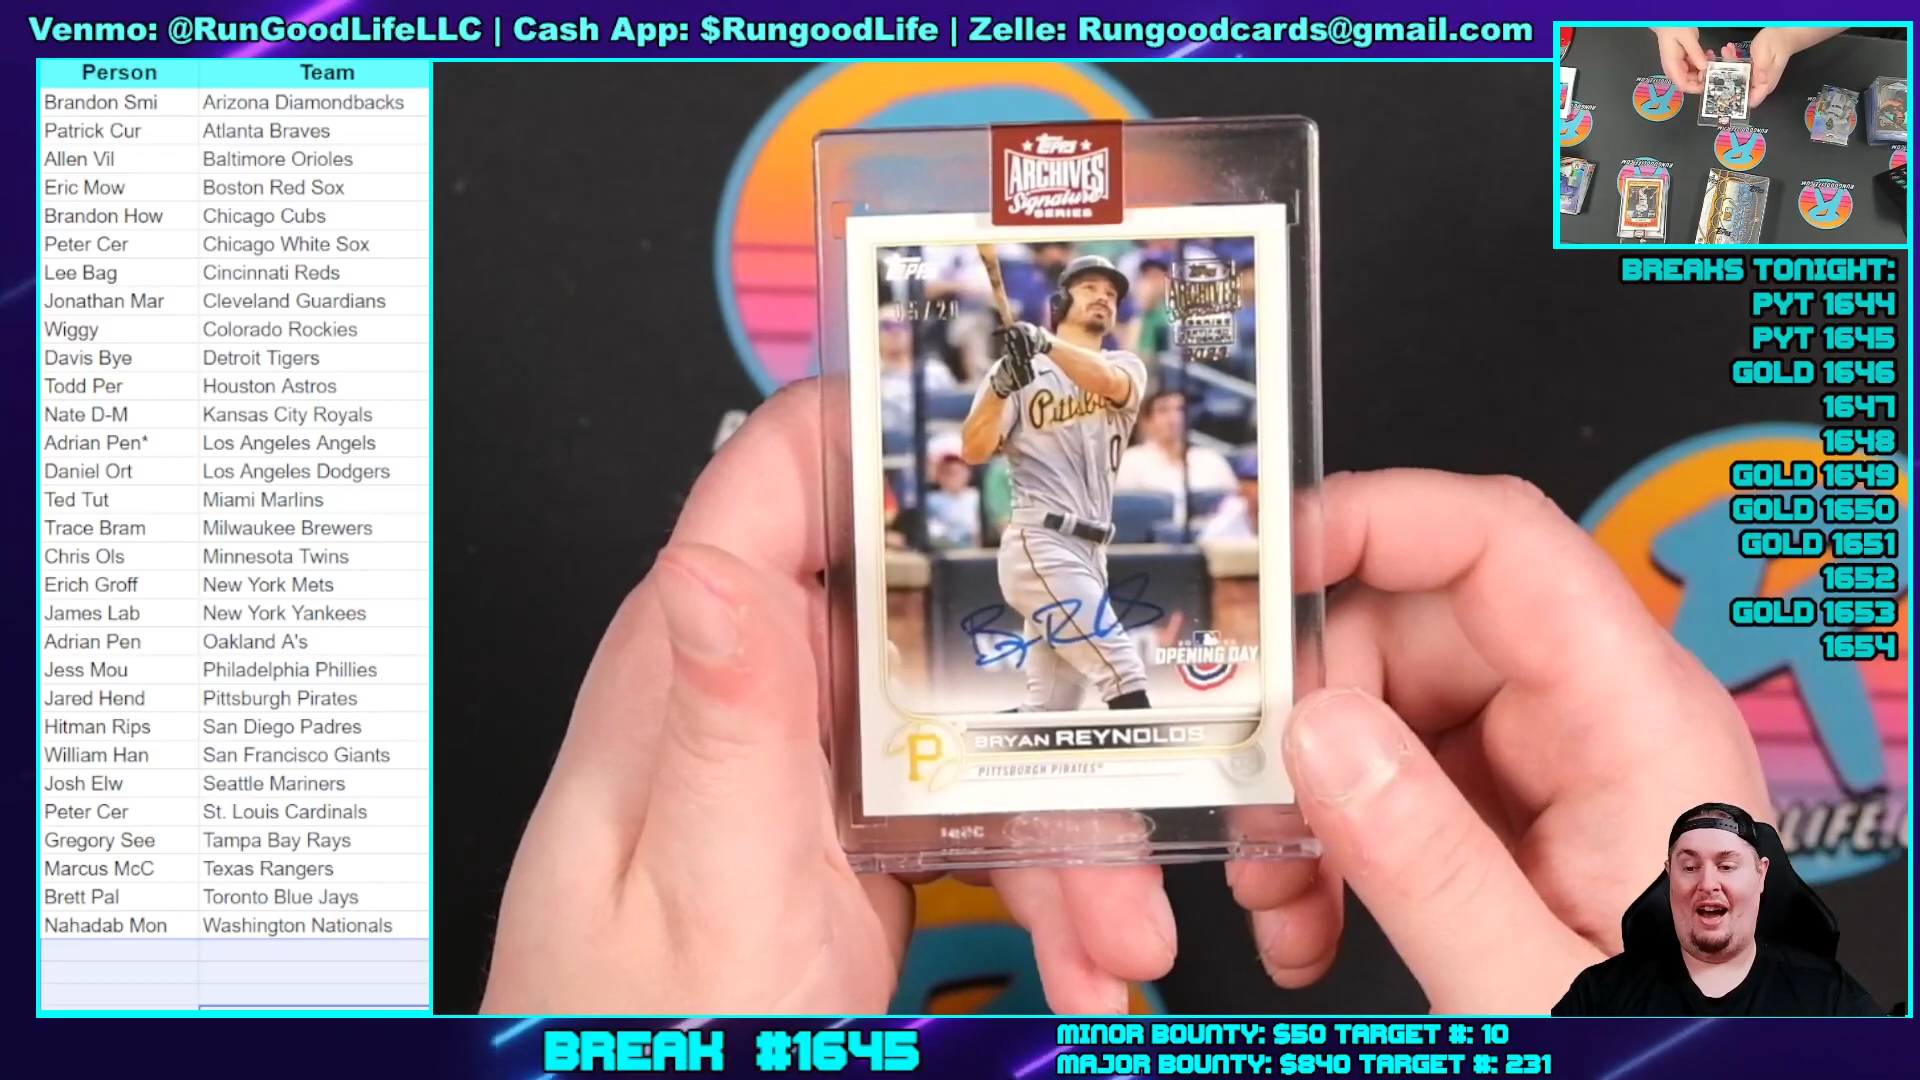 Venmo: @RunGoodLifeLLC | Cash App: $RungoodLife | Zelle: Rungoodcards@gmail.com
Person Team
Brandon Smi Arizona Diamondbacks
Patrick Cur Atlanta Braves
Allen Vil Baltimore Orioles
Eric Mow Boston Red Sox
Brandon How Chicago Cubs
Peter Cer Chicago White Sox
Lee Bag Cincinnati Reds
Jonathan Mar Cleveland Guardians
Wiggy Colorado Rockies
Davis Bye Detroit Tigers
Todd Per Houston Astros
Nate D-M Kansas City Royals
Adrian Pen* Los Angeles Angels
Daniel Ort Los Angeles Dodgers
Ted Tut Miami Marlins
Trace Bram Milwaukee Brewers
Chris Ols Minnesota Twins
Erich Groff New York Mets
James Lab New York Yankees
Adrian Pen Oakland A's
Jess Mou Philadelphia Phillies
Jared Hend Pittsburgh Pirates
Hitman Rips San Diego Padres
William Han San Francisco Giants
Josh Elw Seattle Mariners
Peter Cer St. Louis Cardinals
Gregory See Tampa Bay Rays
Marcus McC Texas Rangers
Brett Pal Toronto Blue Jays
Nahadab Mon Washington Nationals
Topps
ARCHIVES
Signature
SERIES
Topps
05/20
Topps
ARCHIVES
SERIES
Pittsb
0
OPENING DAY
P
BRYAN REYNOLDS
PITTSBURGH PIRATES
BREAKS TONIGHT:
PYT 1644
PYT 1645
GOLD 1646
1647
1648
GOLD 1649
GOLD 1650
GOLD 1651
1652
GOLD 1653
1654
LIFE.C
BREAK #1645
MINOR BOUNTY: $50 TARGET #: 10
MAJOR BOUNTY: $840 TARGET #: 231